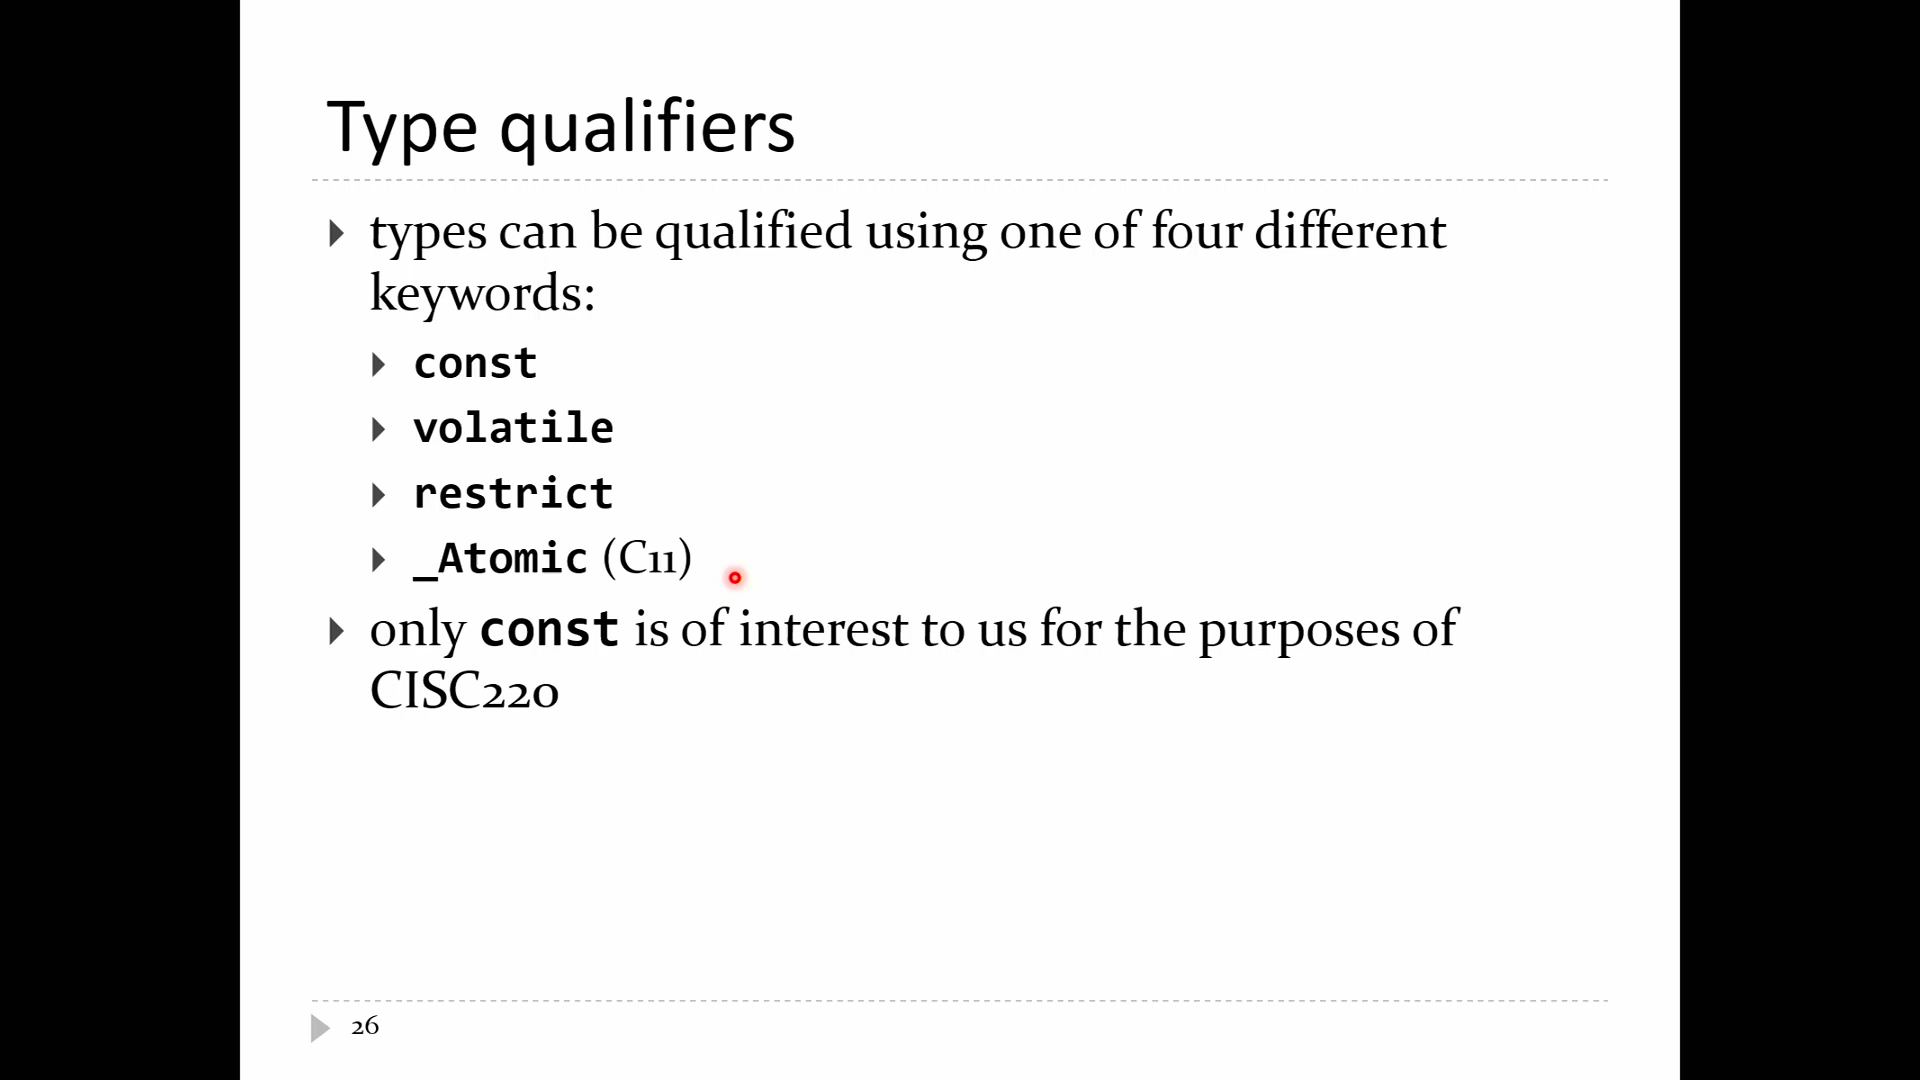 Type qualifiers
types can be qualified using one of four different
keywords:
const
volatile
restrict
_Atomic (C11)
only const is of interest to us for the purposes of
CISC220
26